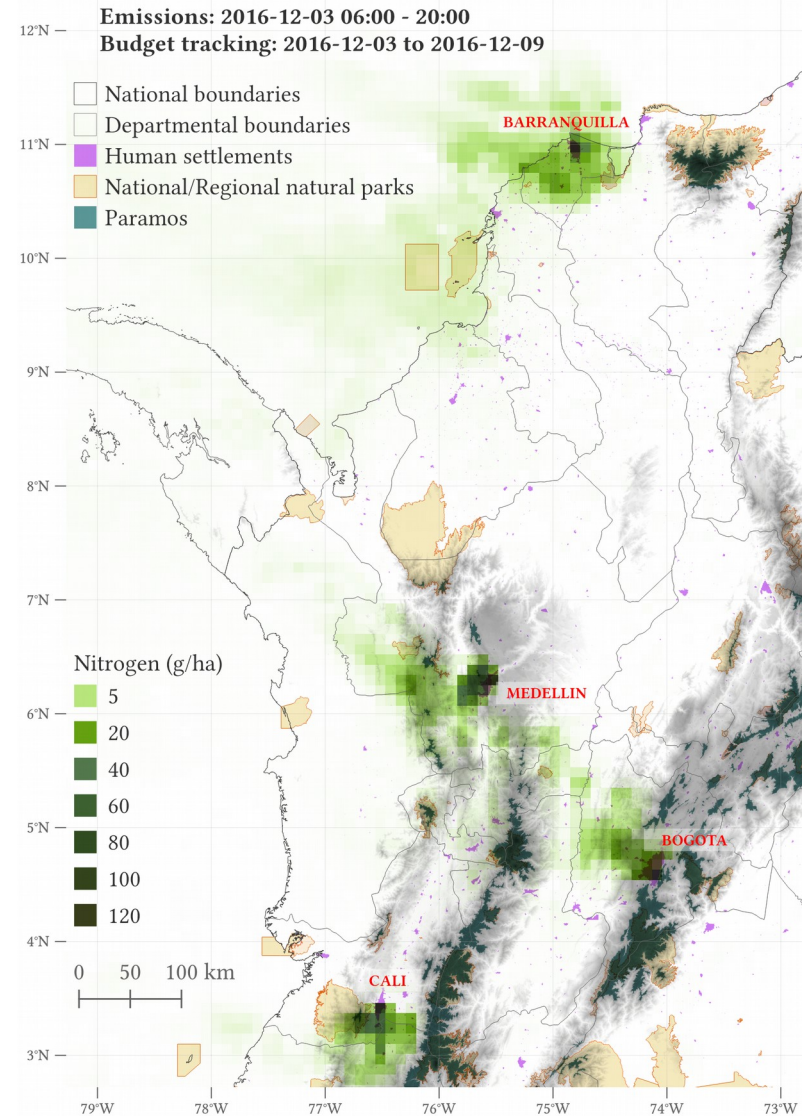 Emissions: 2016-12-03 06:00 - 20:00
Budget tracking: 2016-12-03 to 2016-12-09
12°N
National boundaries
Departmental boundaries
Human settlements
National/Regional natural parks
Paramos
BARRANQUILLA
11°N
10°N
9°N
8°N
7°N
Nitrogen (g/ha)
5
20
40
60
80
100
120
MEDELLIN
6°N
5°N
BOGOTA
4°N
0 50 100 km
CALI
3°N
79°W 78°W 77°W 76°W 75°W 74°W 73°W